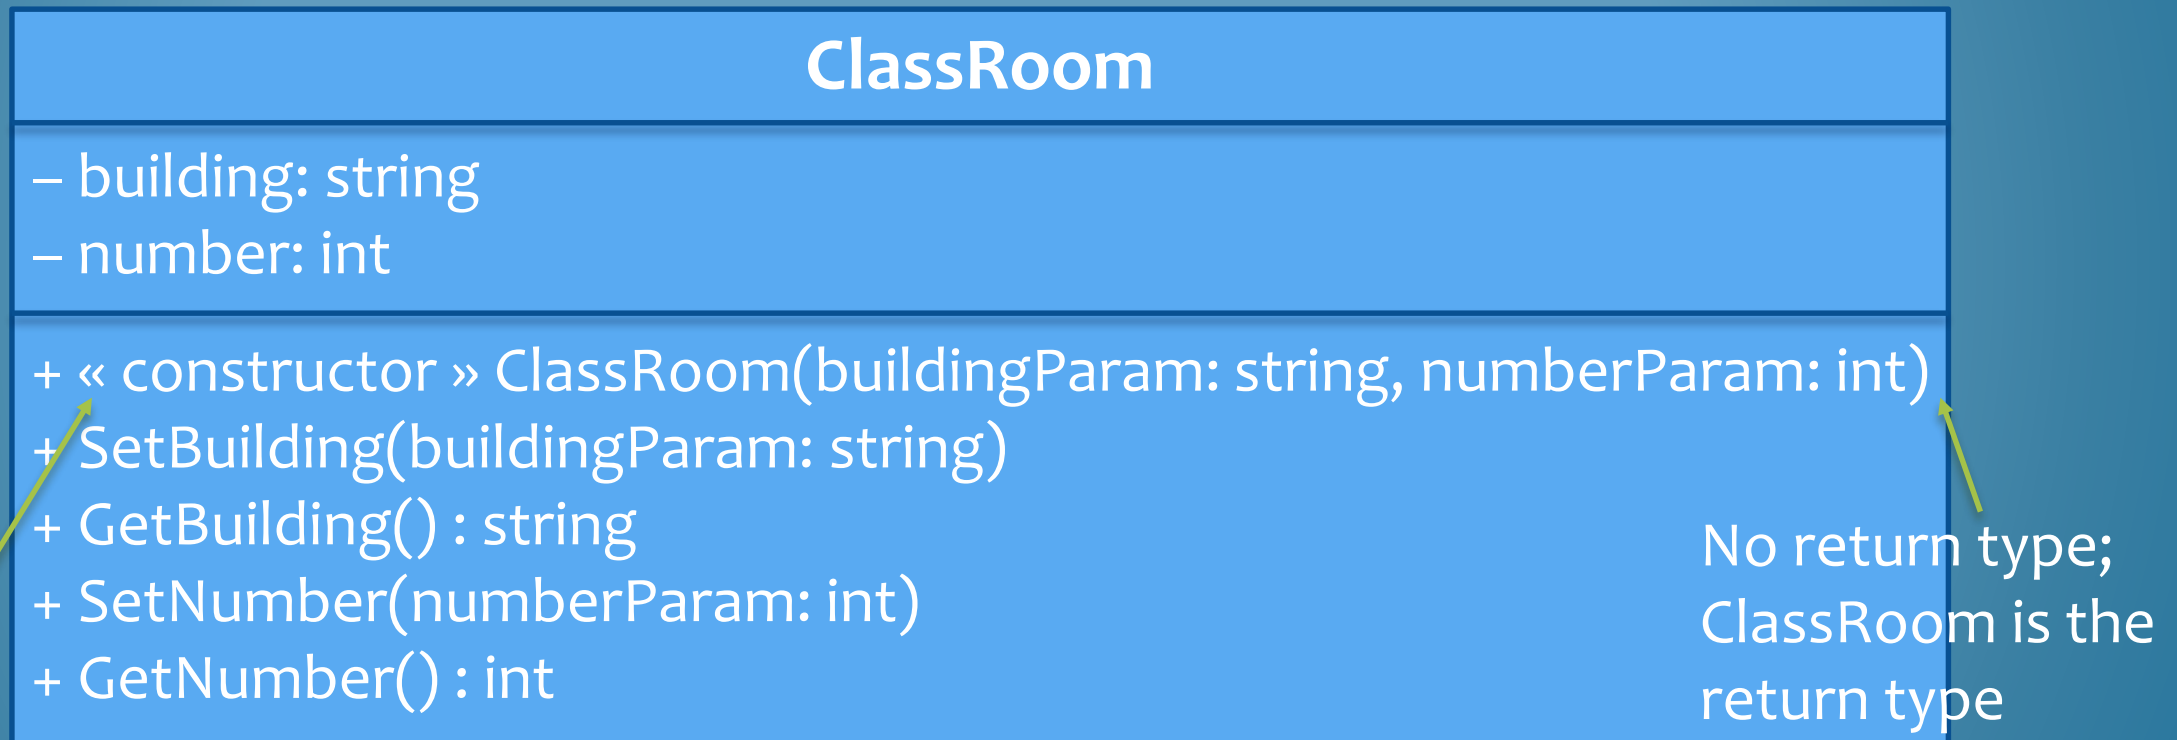 ClassRoom
– building: string
– number: int
+ « constructor » ClassRoom(buildingParam: string, numberParam: int)
+ SetBuilding(buildingParam: string)
+ GetBuilding() : string
+ SetNumber(numberParam: int)
+ GetNumber() : int
No return type;
ClassRoom is the
return type